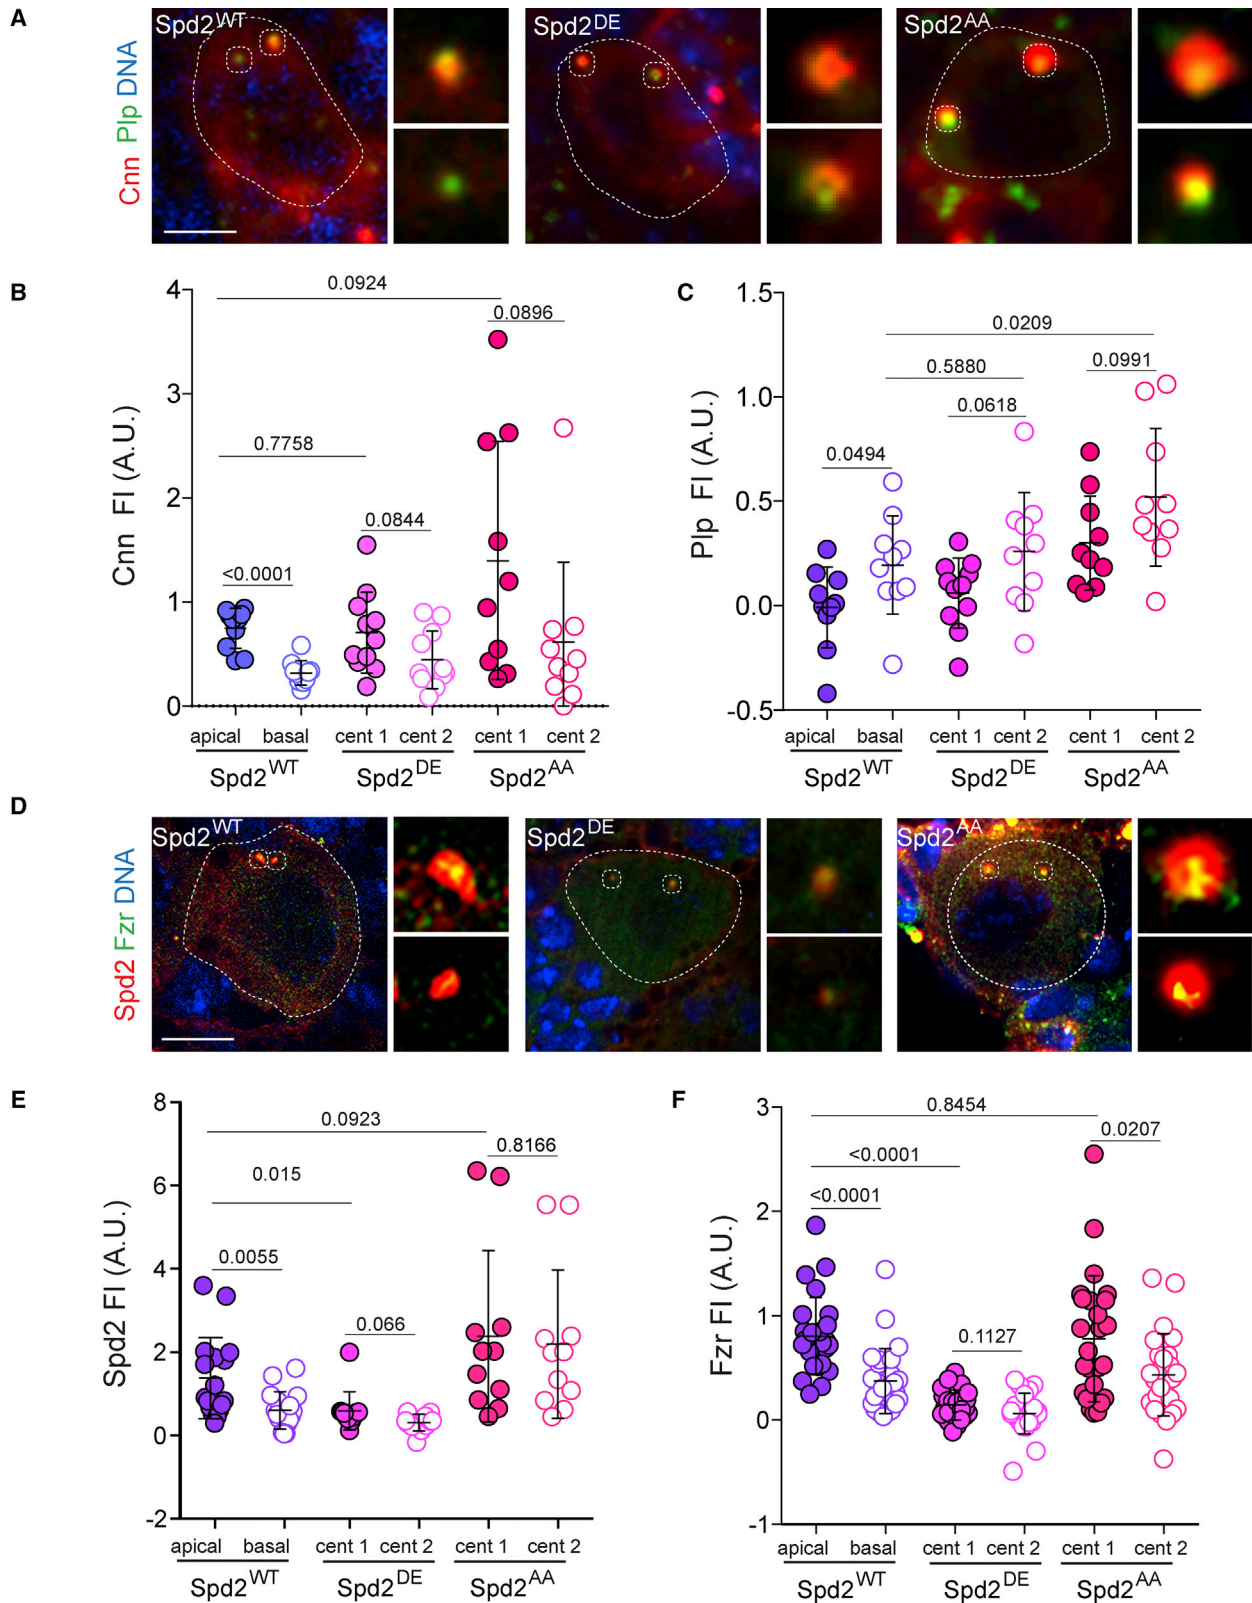 A
Cnn Plp DNA
Spd2WT
Spd2DE
Spd2AA
B
Cnn FI (A.U.)
4
3
2
1
0
0.0924
0.0896
0.7758
0.0844
<0.0001
apical basal cent 1 cent 2 cent 1 cent 2
Spd2WT Spd2DE Spd2AA
C
Plp FI (A.U.)
1.5
1.0
0.5
0.0
-0.5
0.0209
0.5880
0.0991
0.0618
0.0494
apical basal cent 1 cent 2 cent 1 cent 2
Spd2WT Spd2DE Spd2AA
D
Spd2 Fzr DNA
Spd2WT
Spd2DE
Spd2AA
E
Spd2 FI (A.U.)
8
6
4
2
0
-2
0.0923
0.8166
0.015
0.0055
0.066
apical basal cent 1 cent 2 cent 1 cent 2
Spd2WT Spd2DE Spd2AA
F
Fzr FI (A.U.)
3
2
1
0
-1
0.8454
0.0207
<0.0001
<0.0001
0.1127
apical basal cent 1 cent 2 cent 1 cent 2
Spd2WT Spd2DE Spd2AA